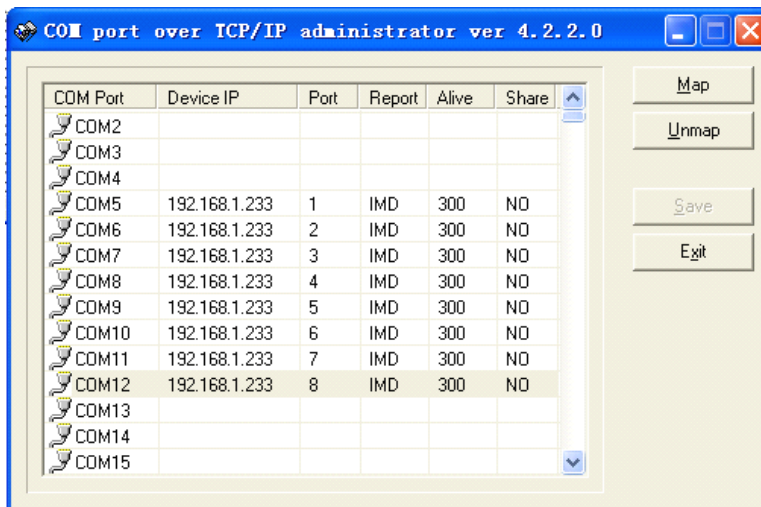 COM port over TCP/IP administrator ver 4.2.2.0
COM Port Device IP Port Report Alive Share
COM2
COM3
COM4
COM5 192.168.1.233 1 IMD 300 NO
COM6 192.168.1.233 2 IMD 300 NO
COM7 192.168.1.233 3 IMD 300 NO
COM8 192.168.1.233 4 IMD 300 NO
COM9 192.168.1.233 5 IMD 300 NO
COM10 192.168.1.233 6 IMD 300 NO
COM11 192.168.1.233 7 IMD 300 NO
COM12 192.168.1.233 8 IMD 300 NO
COM13
COM14
COM15
Map
Unmap
Save
Exit